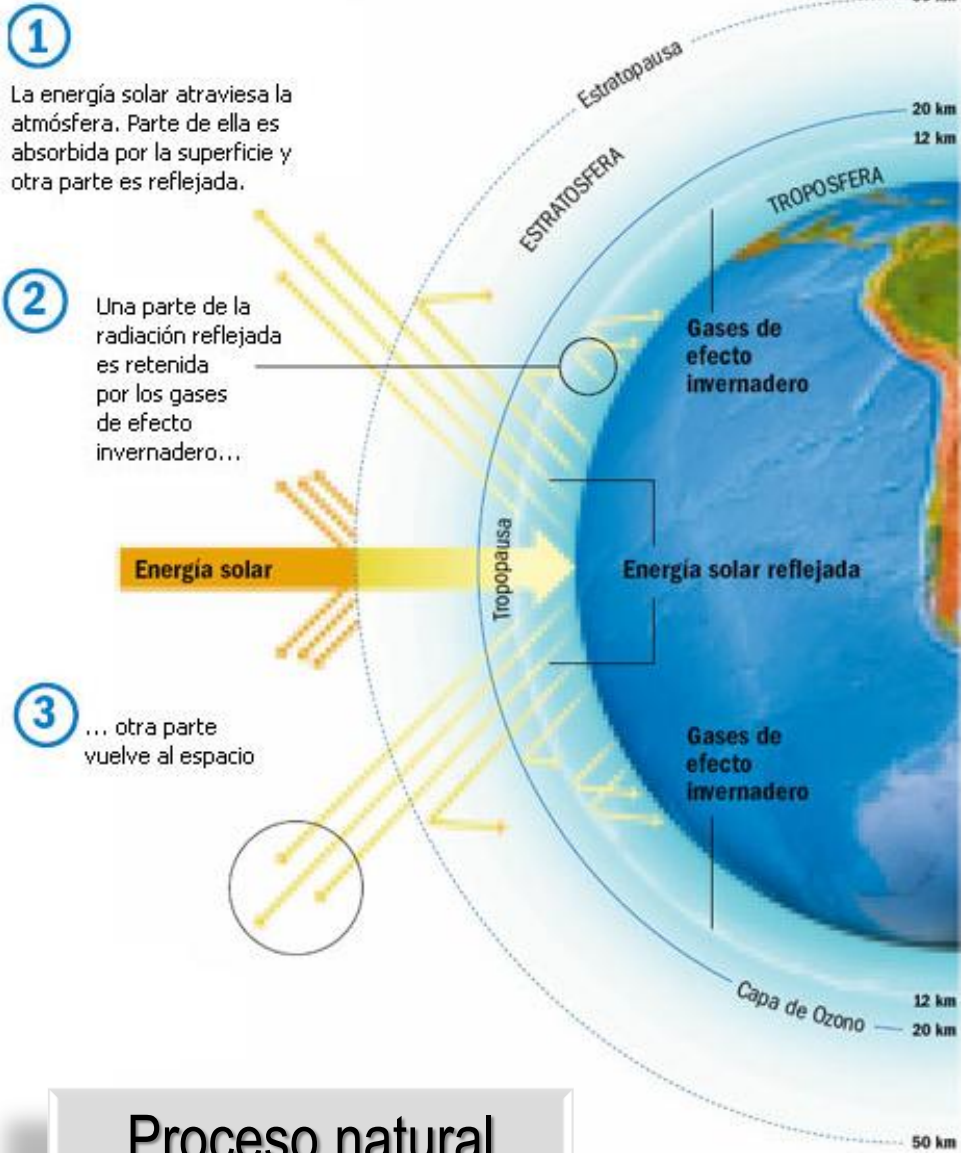 1
La energía solar atraviesa la
atmósfera. Parte de ella es
absorbida por la superficie y
otra parte es reflejada.
2
Una parte de la
radiación reflejada
es retenida
por los gases
de efecto
invernadero...
Energía solar
3
... otra parte
vuelve al espacio
Estratopausa
ESTRATOSFERA
20 km
12 km
TROPOSFERA
Gases de
efecto
invernadero
Tropopausa
Energía solar reflejada
Gases de
efecto
invernadero
Capa de Ozono
12 km
20 km
50 km
Proceso natural